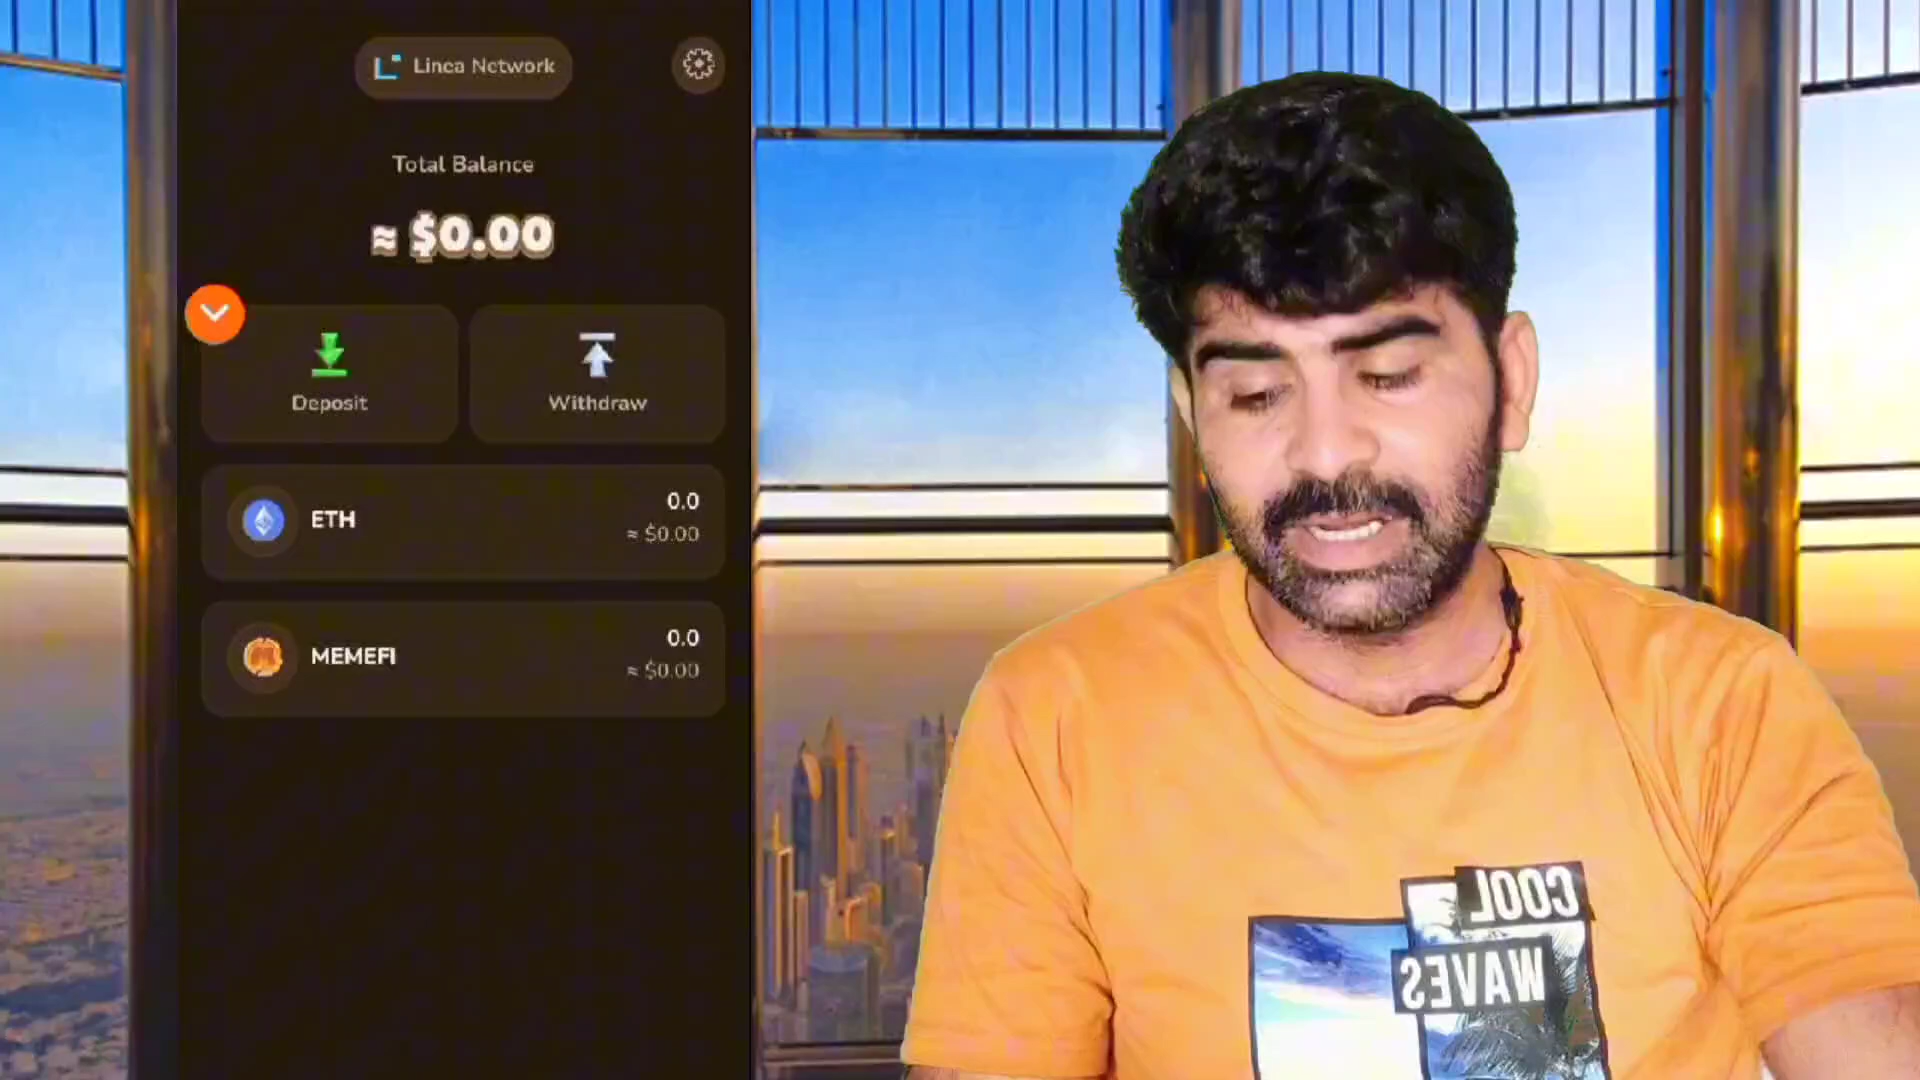 Linea Network
Total Balance
≈ $0.00
Deposit
Withdraw
ETH
0.0
≈ $0.00
MEMEFI
0.0
≈ $0.00
COOL
WAVES